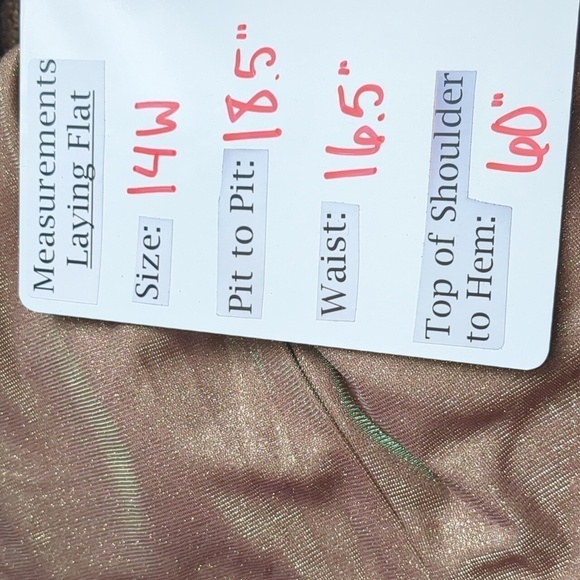 Measurements
Laying Flat
Size: 14W
Pit to Pit: 18.5"
Waist: 16.5"
Top of Shoulder
to Hem: 60"